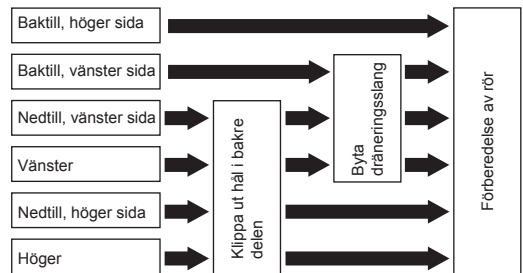 Baktill, höger sida
Baktill, vänster sida
Nedtill, vänster sida
Vänster
Nedtill, höger sida
Höger
Klippa ut hål i bakre
delen
Byta
dräneringsslang
Förberedelse av rör